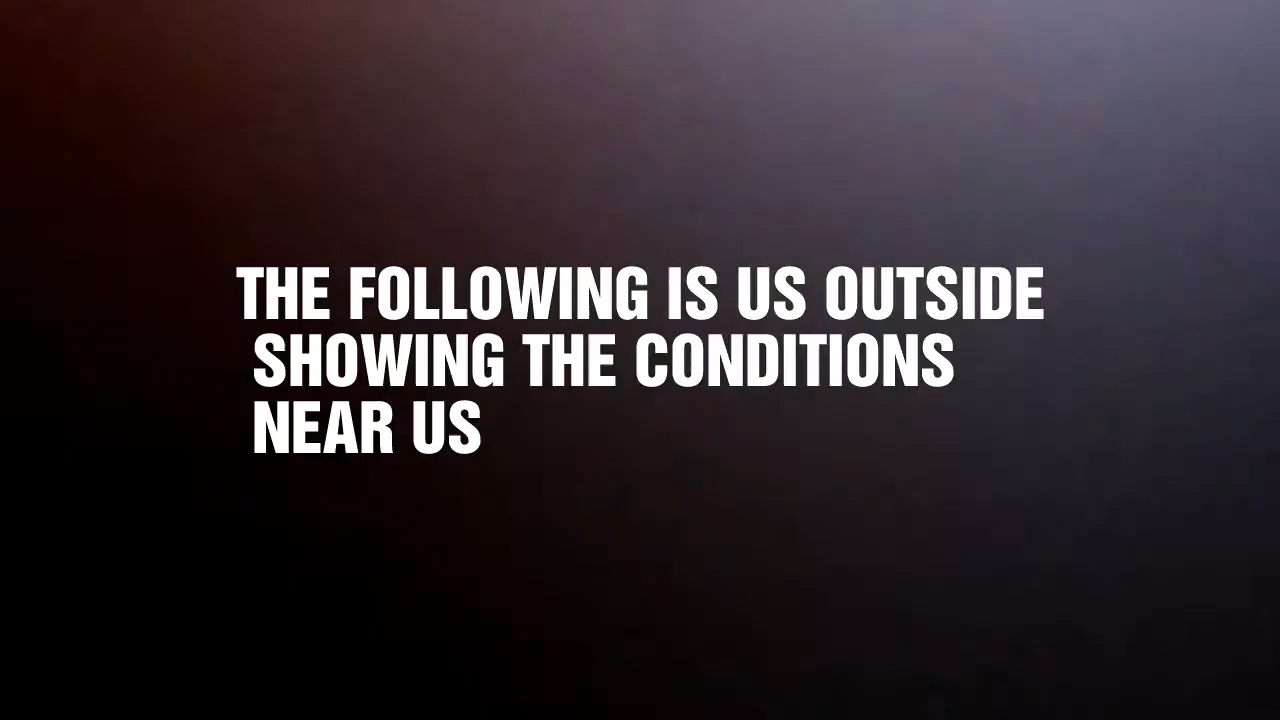 THE FOLLOWING IS US OUTSIDE
SHOWING THE CONDITIONS
NEAR US